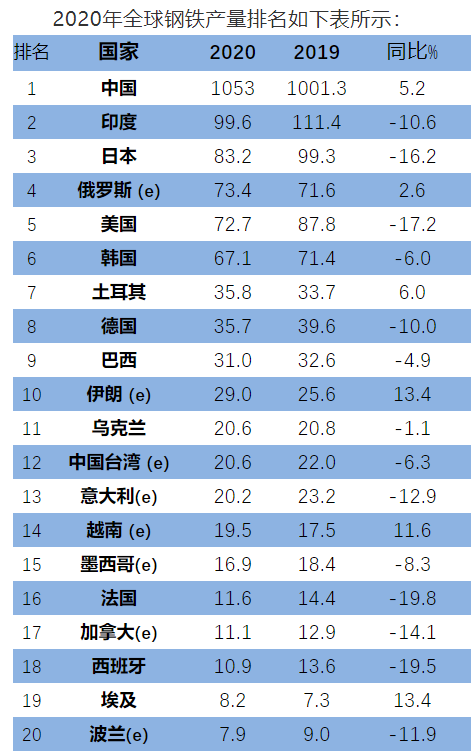 2020年全球钢铁产量排名如下表所示：
排名 国家 2020 2019 同比%
1 中国 1053 1001.3 5.2
2 印度 99.6 111.4 -10.6
3 日本 83.2 99.3 -16.2
4 俄罗斯 (e) 73.4 71.6 2.6
5 美国 72.7 87.8 -17.2
6 韩国 67.1 71.4 -6.0
7 土耳其 35.8 33.7 6.0
8 德国 35.7 39.6 -10.0
9 巴西 31.0 32.6 -4.9
10 伊朗 (e) 29.0 25.6 13.4
11 乌克兰 20.6 20.8 -1.1
12 中国台湾 (e) 20.6 22.0 -6.3
13 意大利(e) 20.2 23.2 -12.9
14 越南 (e) 19.5 17.5 11.6
15 墨西哥(e) 16.9 18.4 -8.3
16 法国 11.6 14.4 -19.8
17 加拿大(e) 11.1 12.9 -14.1
18 西班牙 10.9 13.6 -19.5
19 埃及 8.2 7.3 13.4
20 波兰(e) 7.9 9.0 -11.9